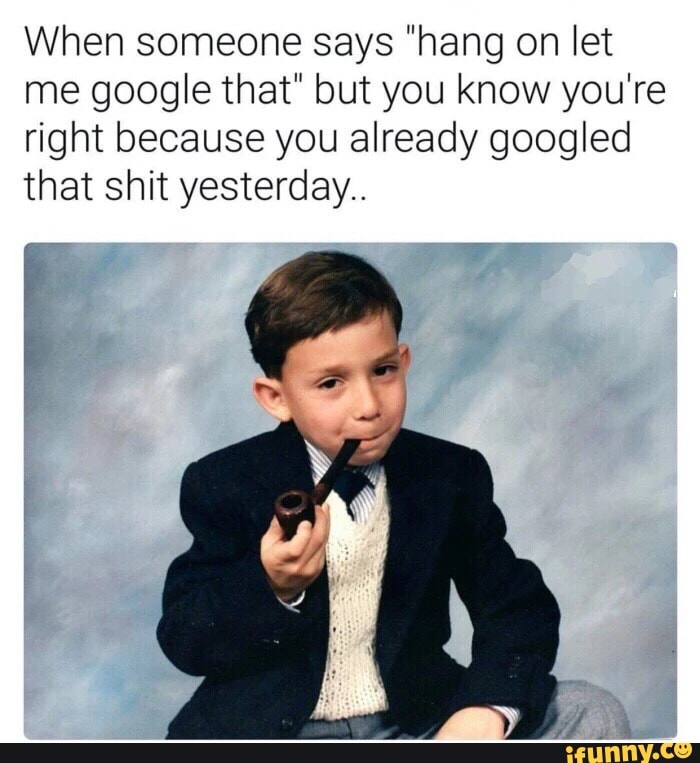 When someone says "hang on let
me google that" but you know you're
right because you already googled
that shit yesterday..
ifunny.co